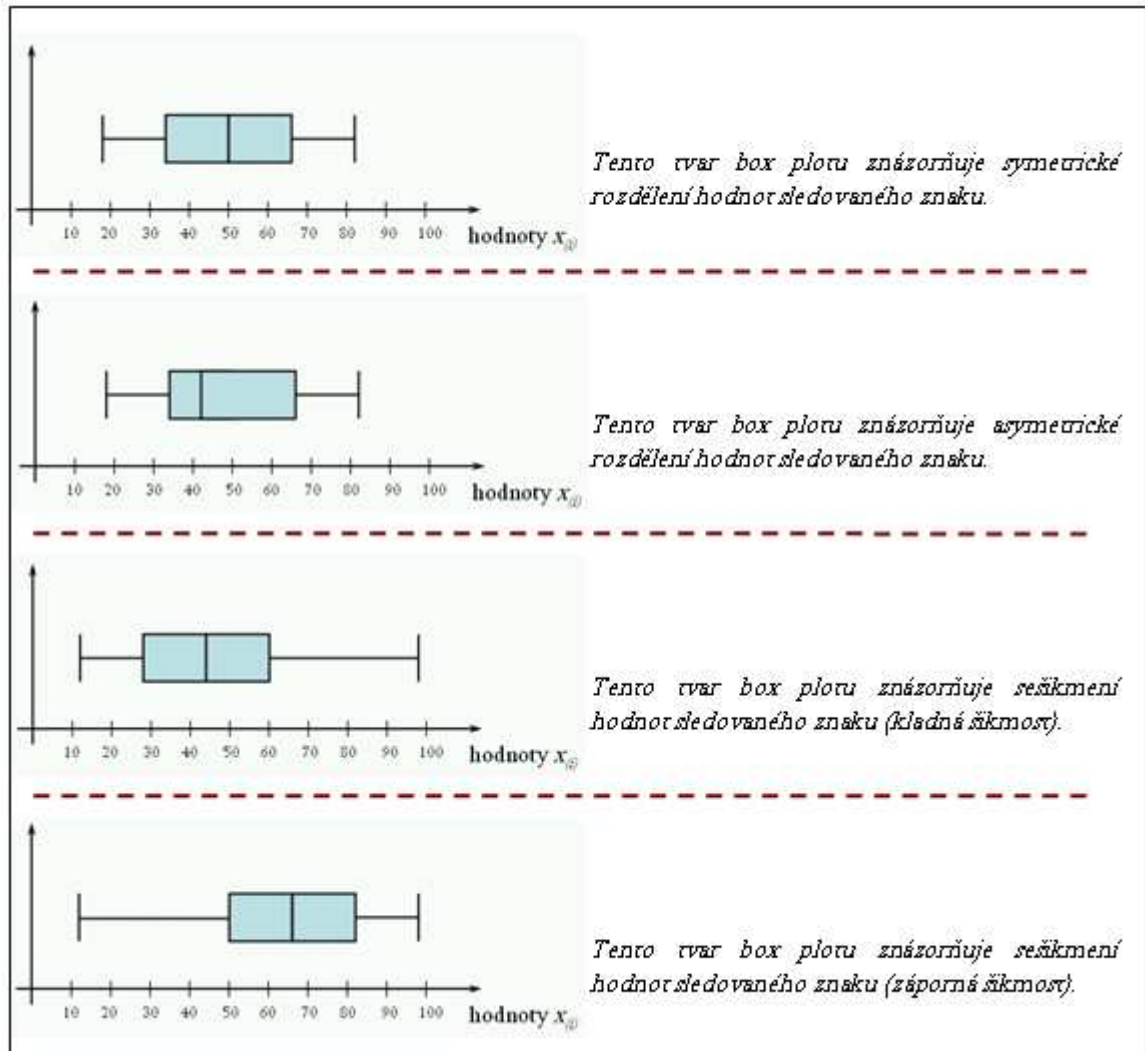 10 20 30 40 50 60 70 80 90 100
hodnoty x(i)
Tento tvar box plotu znázorňuje symetrické
rozdělení hodnot sledovaného znaku.
10 20 30 40 50 60 70 80 90 100
hodnoty x(i)
Tento tvar box plotu znázorňuje asymetrické
rozdělení hodnot sledovaného znaku.
10 20 30 40 50 60 70 80 90 100
hodnoty x(i)
Tento tvar box plotu znázorňuje sešikmení
hodnot sledovaného znaku (kladná šikmost).
10 20 30 40 50 60 70 80 90 100
hodnoty x(i)
Tento tvar box plotu znázorňuje sešikmení
hodnot sledovaného znaku (záporná šikmost).